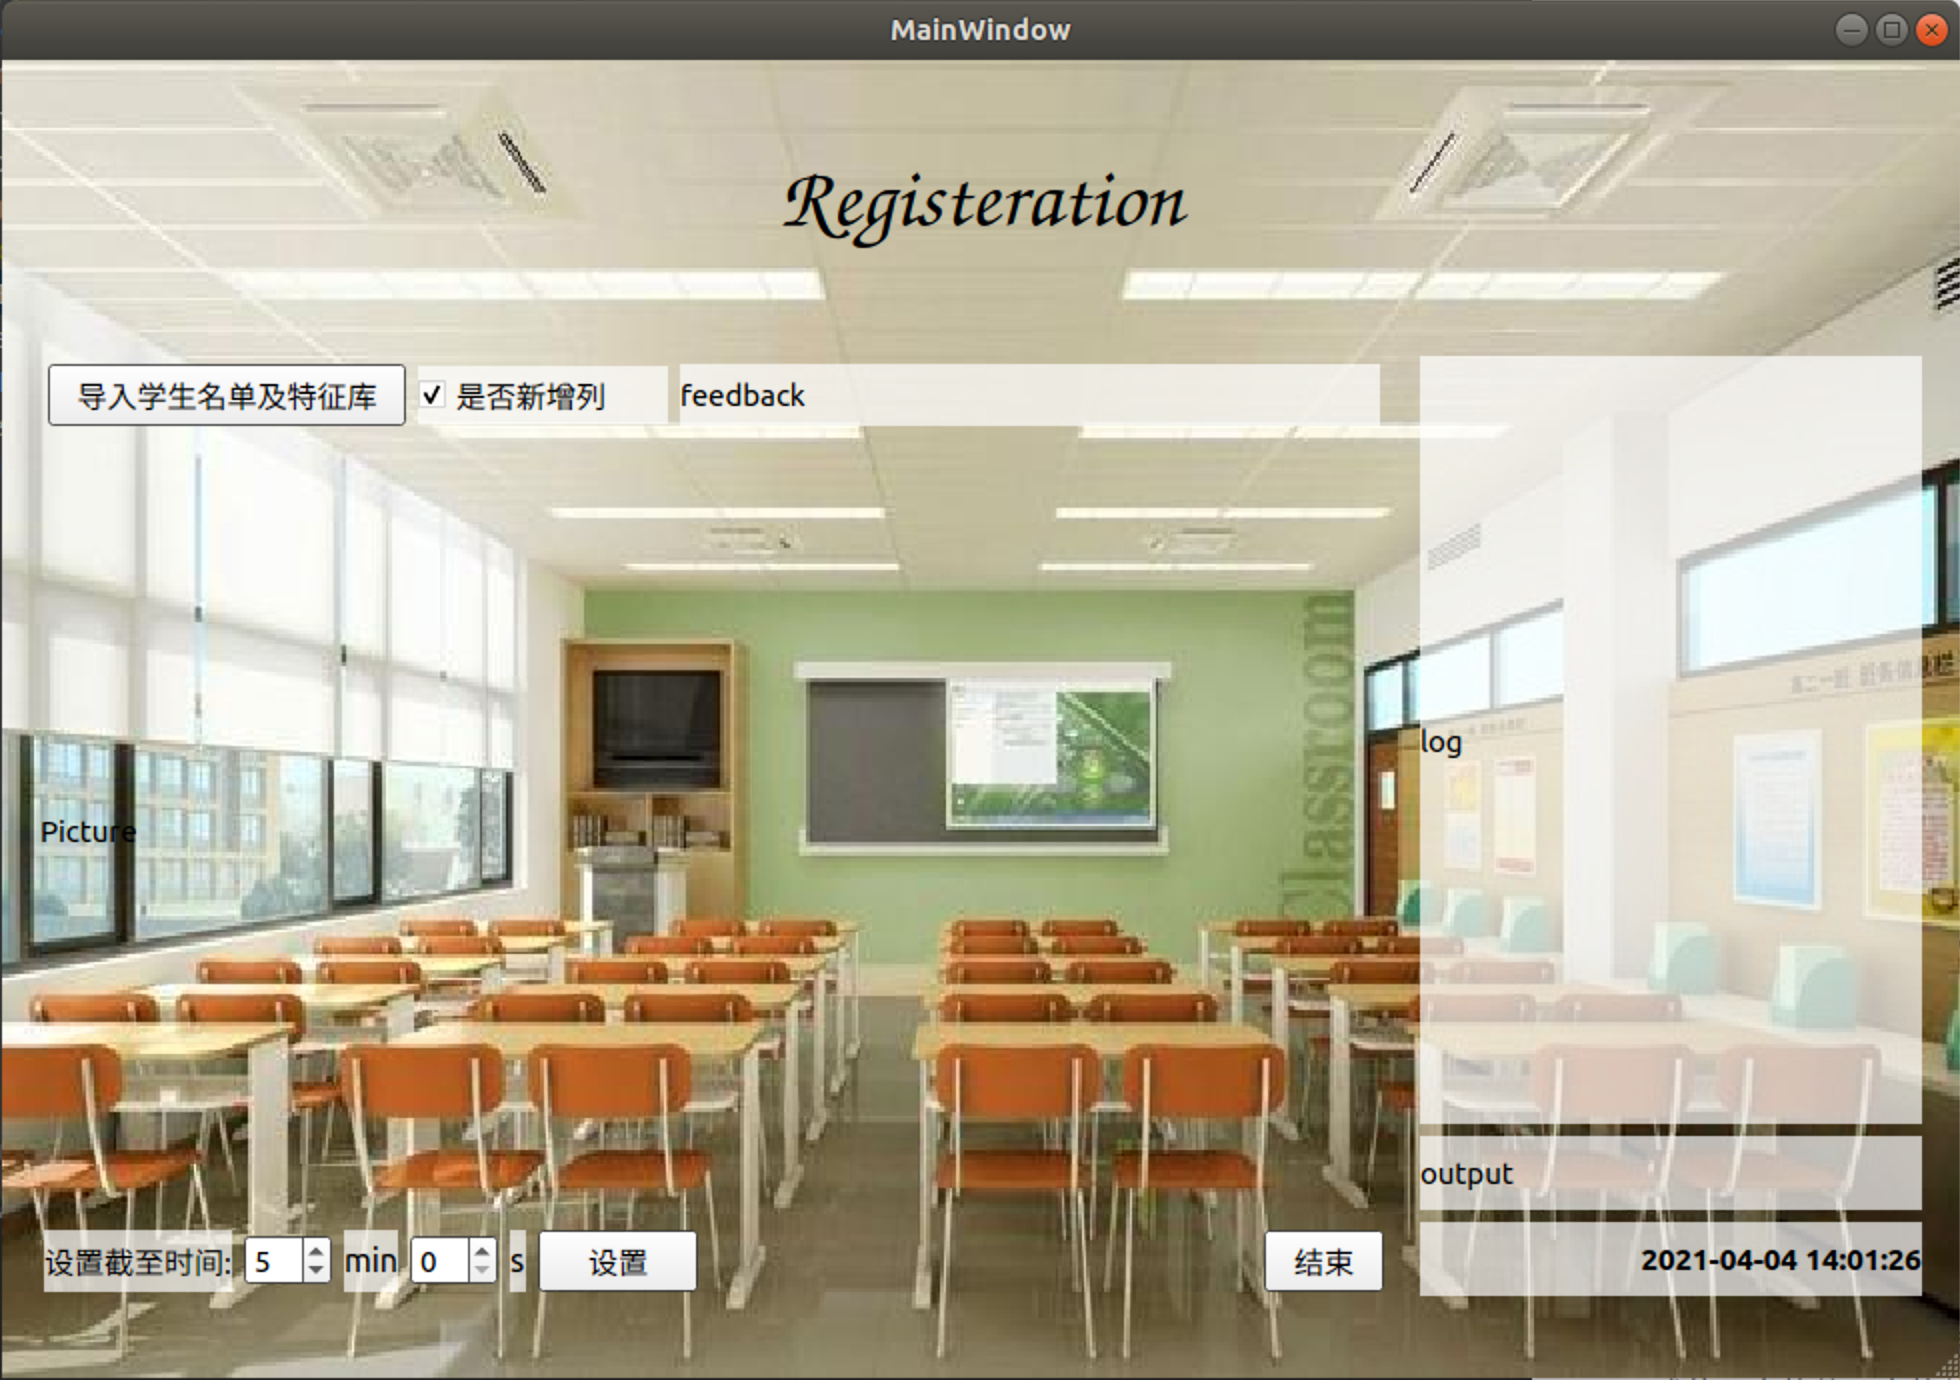 MainWindow
Registeration
导入学生名单及特征库 是否新增列 feedback
Classroom
log
Picture
output
设置截至时间: 5 min 0 s 设置 结束 2021-04-04 14:01:26